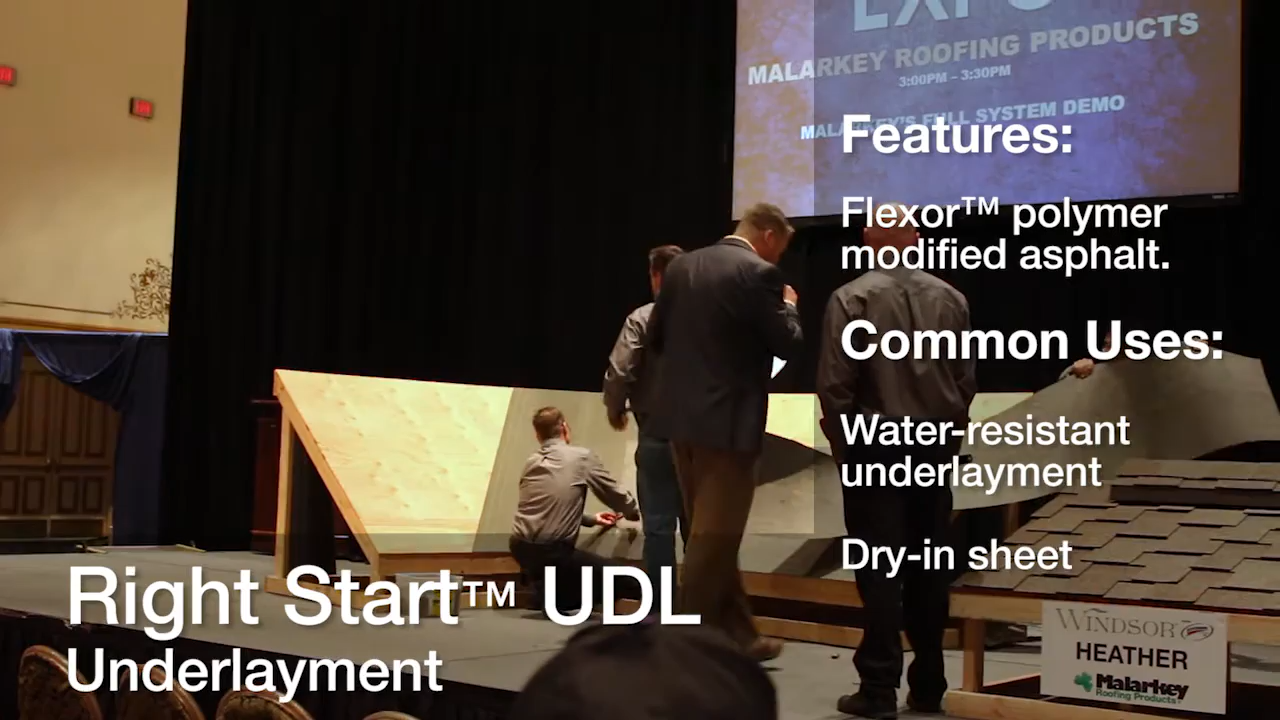 EXPO
MALARKEY ROOFING PRODUCTS
3:00PM – 3:30PM
MALARKEY'S FULL SYSTEM DEMO
Features:
Flexor™ polymer
modified asphalt.
Common Uses:
Water-resistant
underlayment
Dry-in sheet
Right Start™ UDL
Underlayment
WINDSOR
HEATHER
Malarkey
Roofing Products